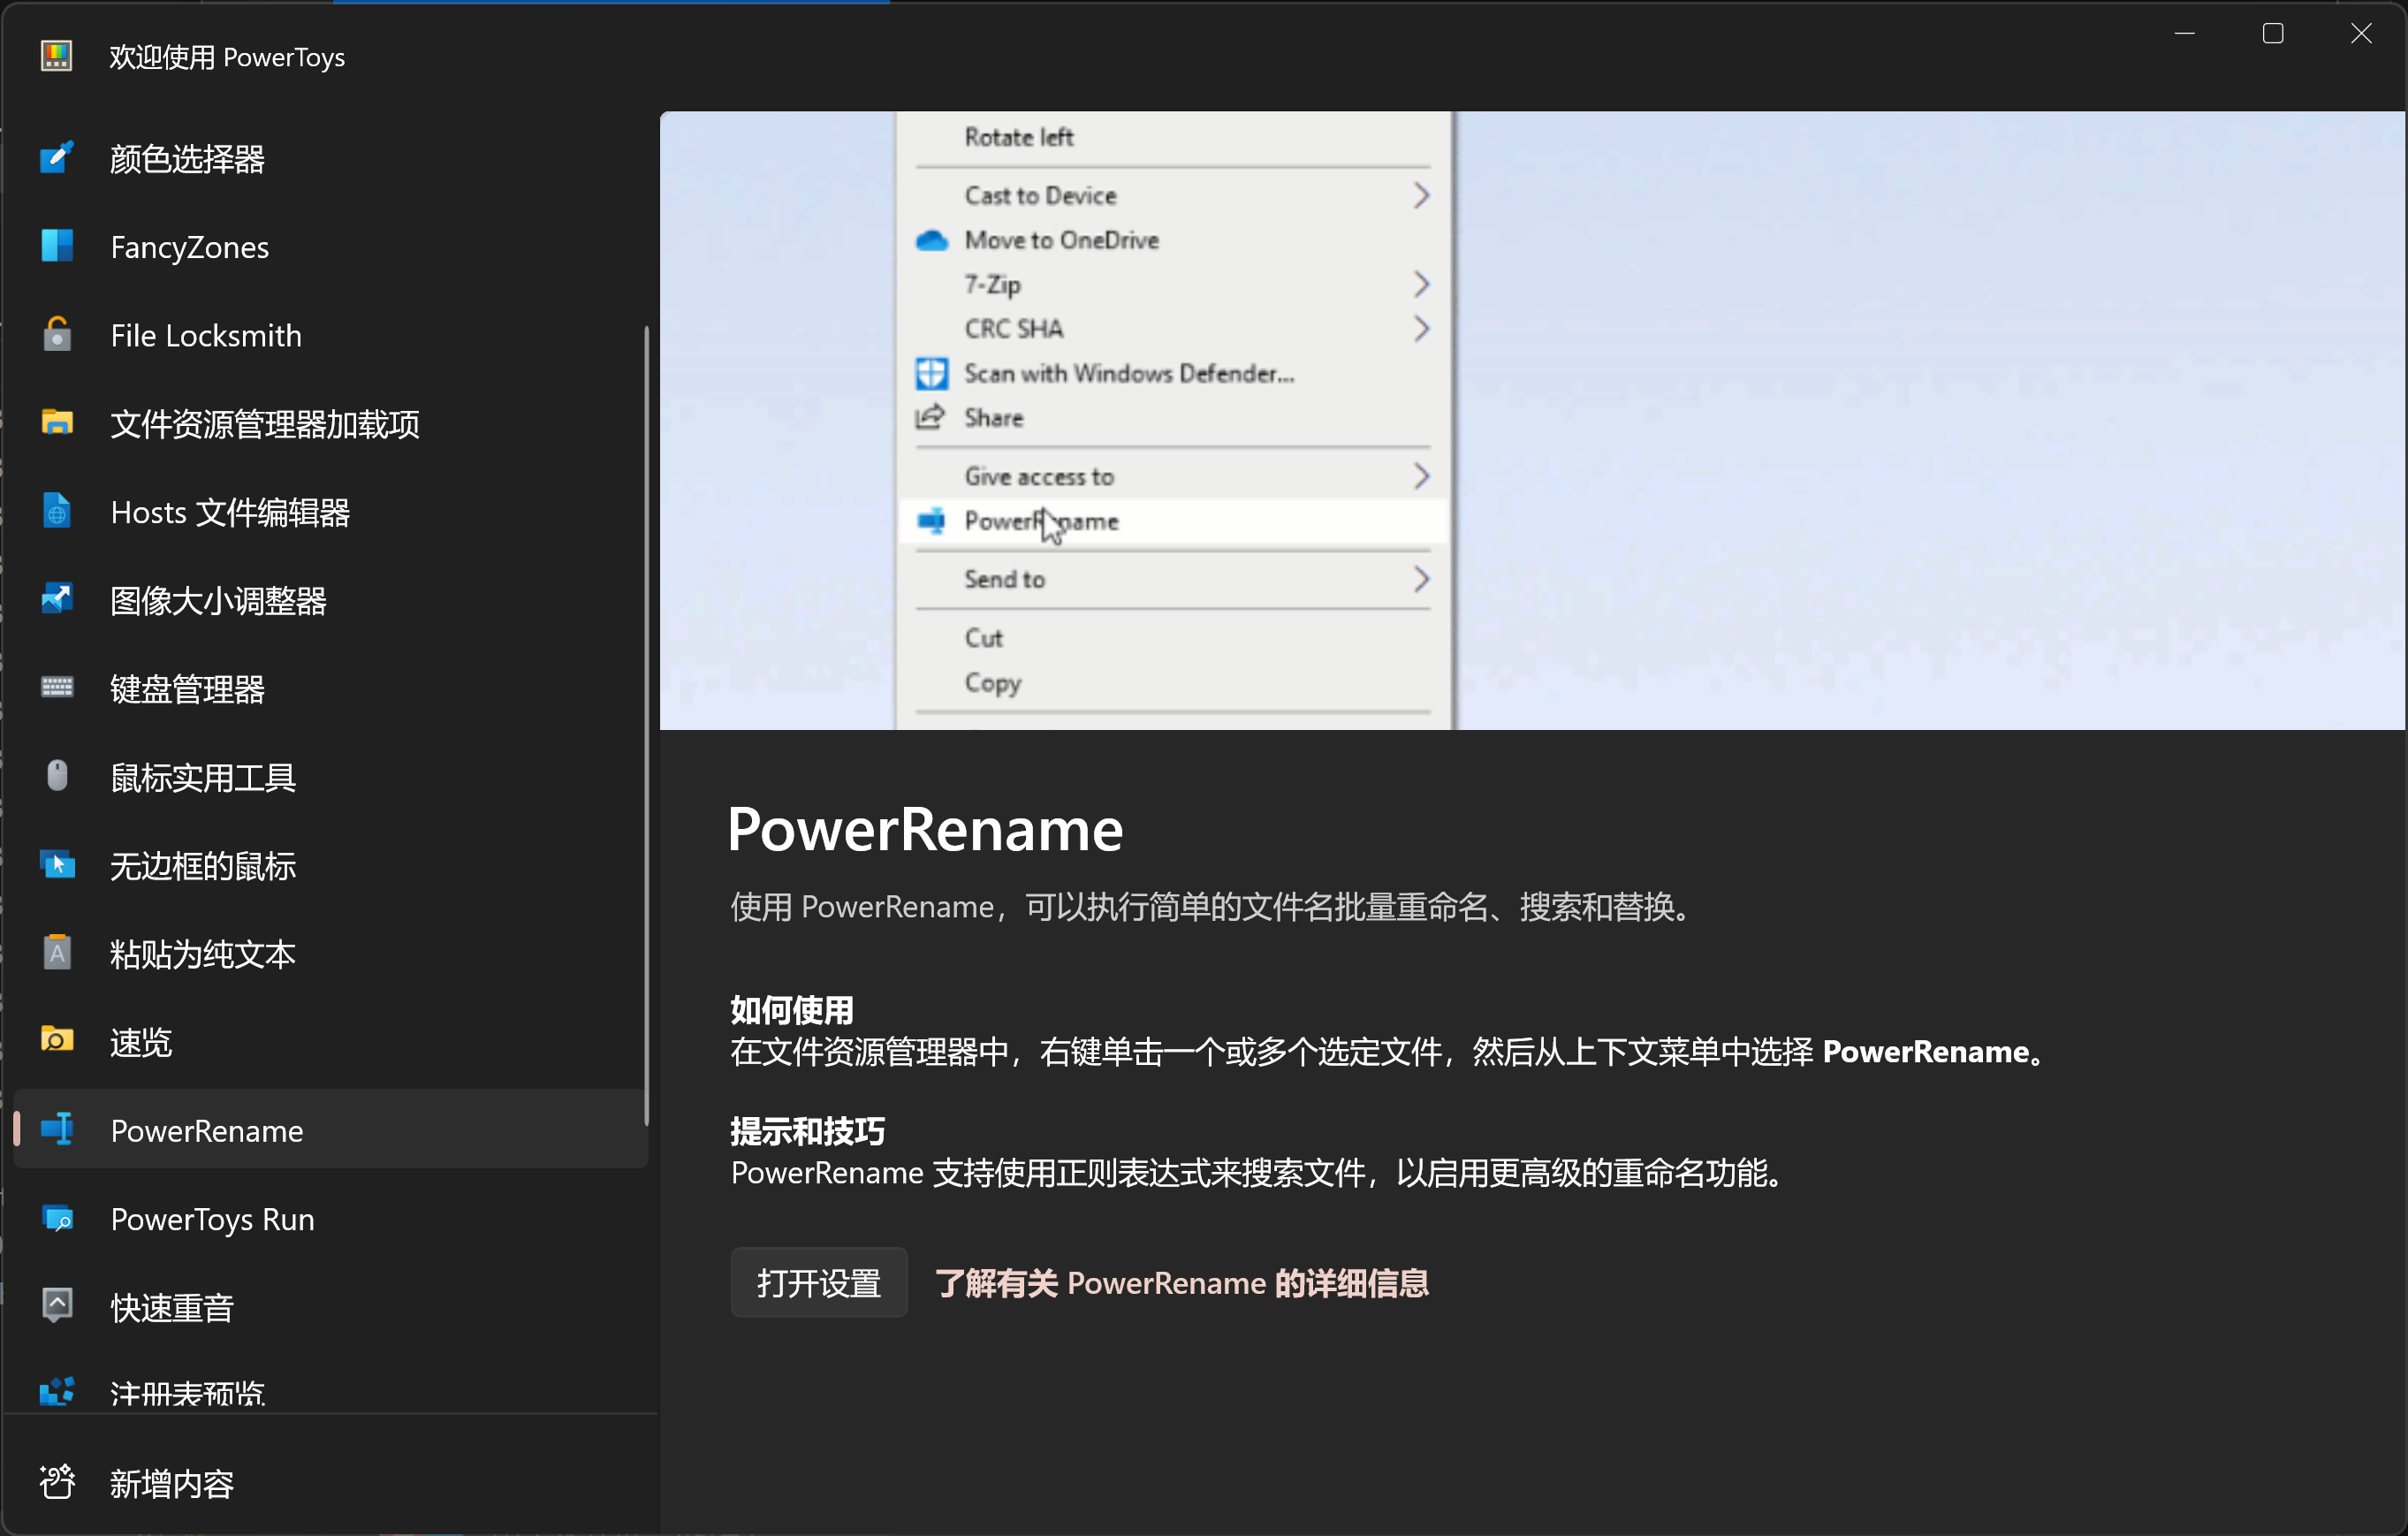 欢迎使用 PowerToys
颜色选择器
FancyZones
File Locksmith
文件资源管理器加载项
Hosts 文件编辑器
图像大小调整器
键盘管理器
鼠标实用工具
无边框的鼠标
粘贴为纯文本
速览
PowerRename
PowerToys Run
快速重音
注册表预览
新增内容
Rotate left
Cast to Device
Move to OneDrive
7-Zip
CRC SHA
Scan with Windows Defender...
Share
Give access to
PowerRename
Send to
Cut
Copy
PowerRename
使用 PowerRename，可以执行简单的文件名批量重命名、搜索和替换。
如何使用
在文件资源管理器中，右键单击一个或多个选定文件，然后从上下文菜单中选择 PowerRename。
提示和技巧
PowerRename 支持使用正则表达式来搜索文件，以启用更高级的重命名功能。
打开设置 了解有关 PowerRename 的详细信息